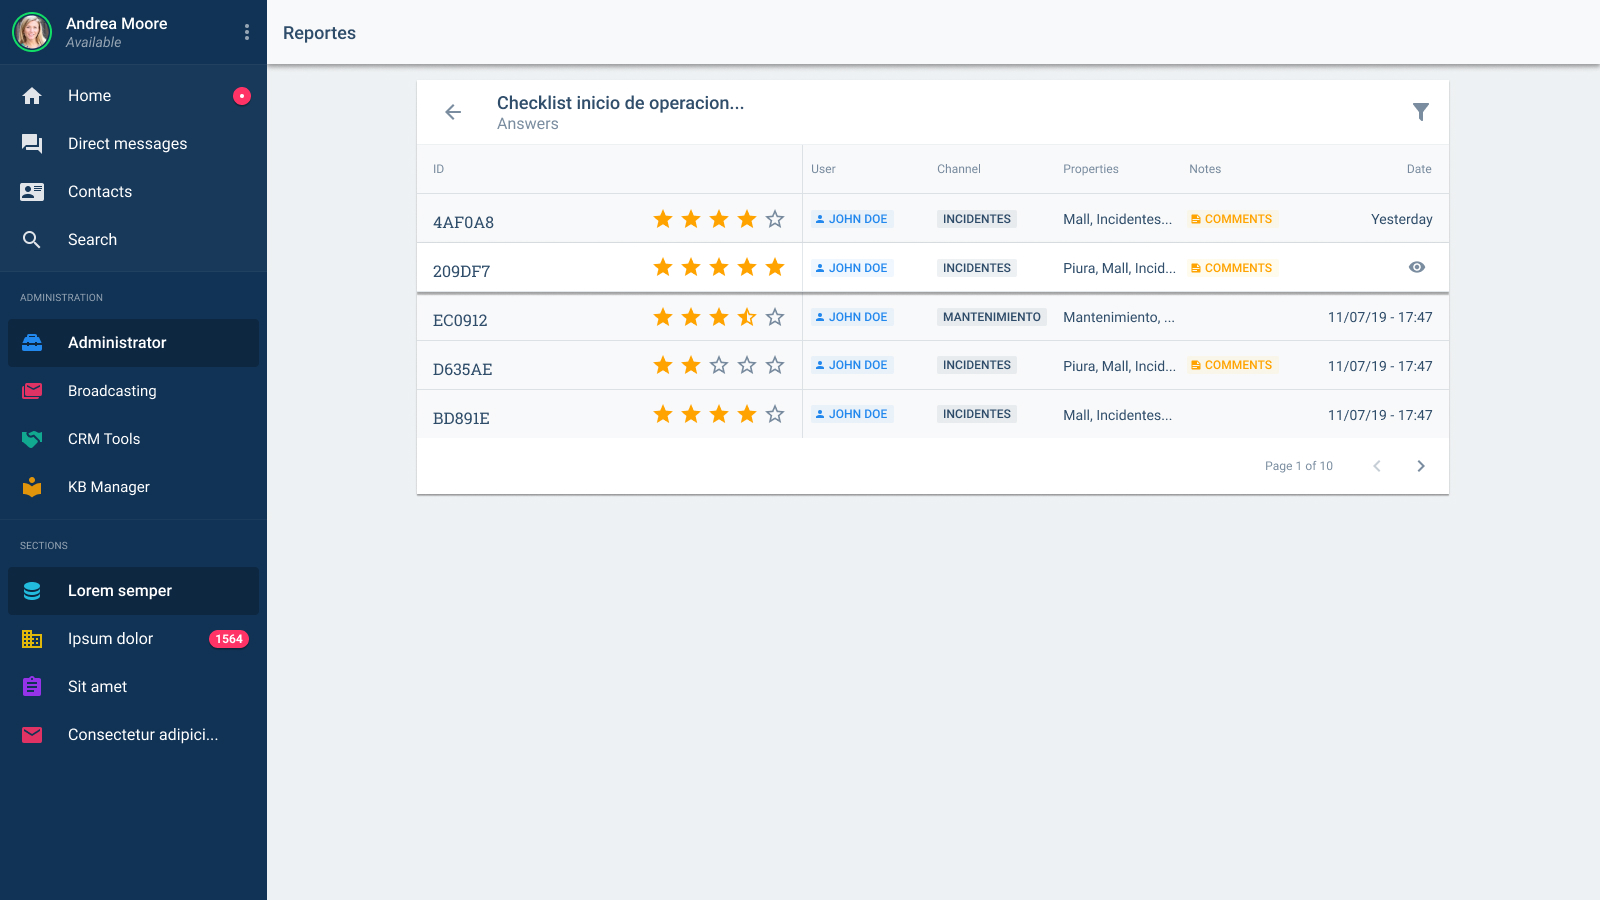 Andrea Moore
Available
Home
Direct messages
Contacts
Search
ADMINISTRATION
Administrator
Broadcasting
CRM Tools
KB Manager
SECTIONS
Lorem semper
Ipsum dolor 1564
Sit amet
Consectetur adipici...
Reportes
Checklist inicio de operacion...
Answers
ID User Channel Properties Notes Date
4AF0A8 JOHN DOE INCIDENTES Mall, Incidentes... COMMENTS Yesterday
209DF7 JOHN DOE INCIDENTES Piura, Mall, Incid... COMMENTS
EC0912 JOHN DOE MANTENIMIENTO Mantenimiento, ... 11/07/19 - 17:47
D635AE JOHN DOE INCIDENTES Piura, Mall, Incid... COMMENTS 11/07/19 - 17:47
BD891E JOHN DOE INCIDENTES Mall, Incidentes... 11/07/19 - 17:47
Page 1 of 10